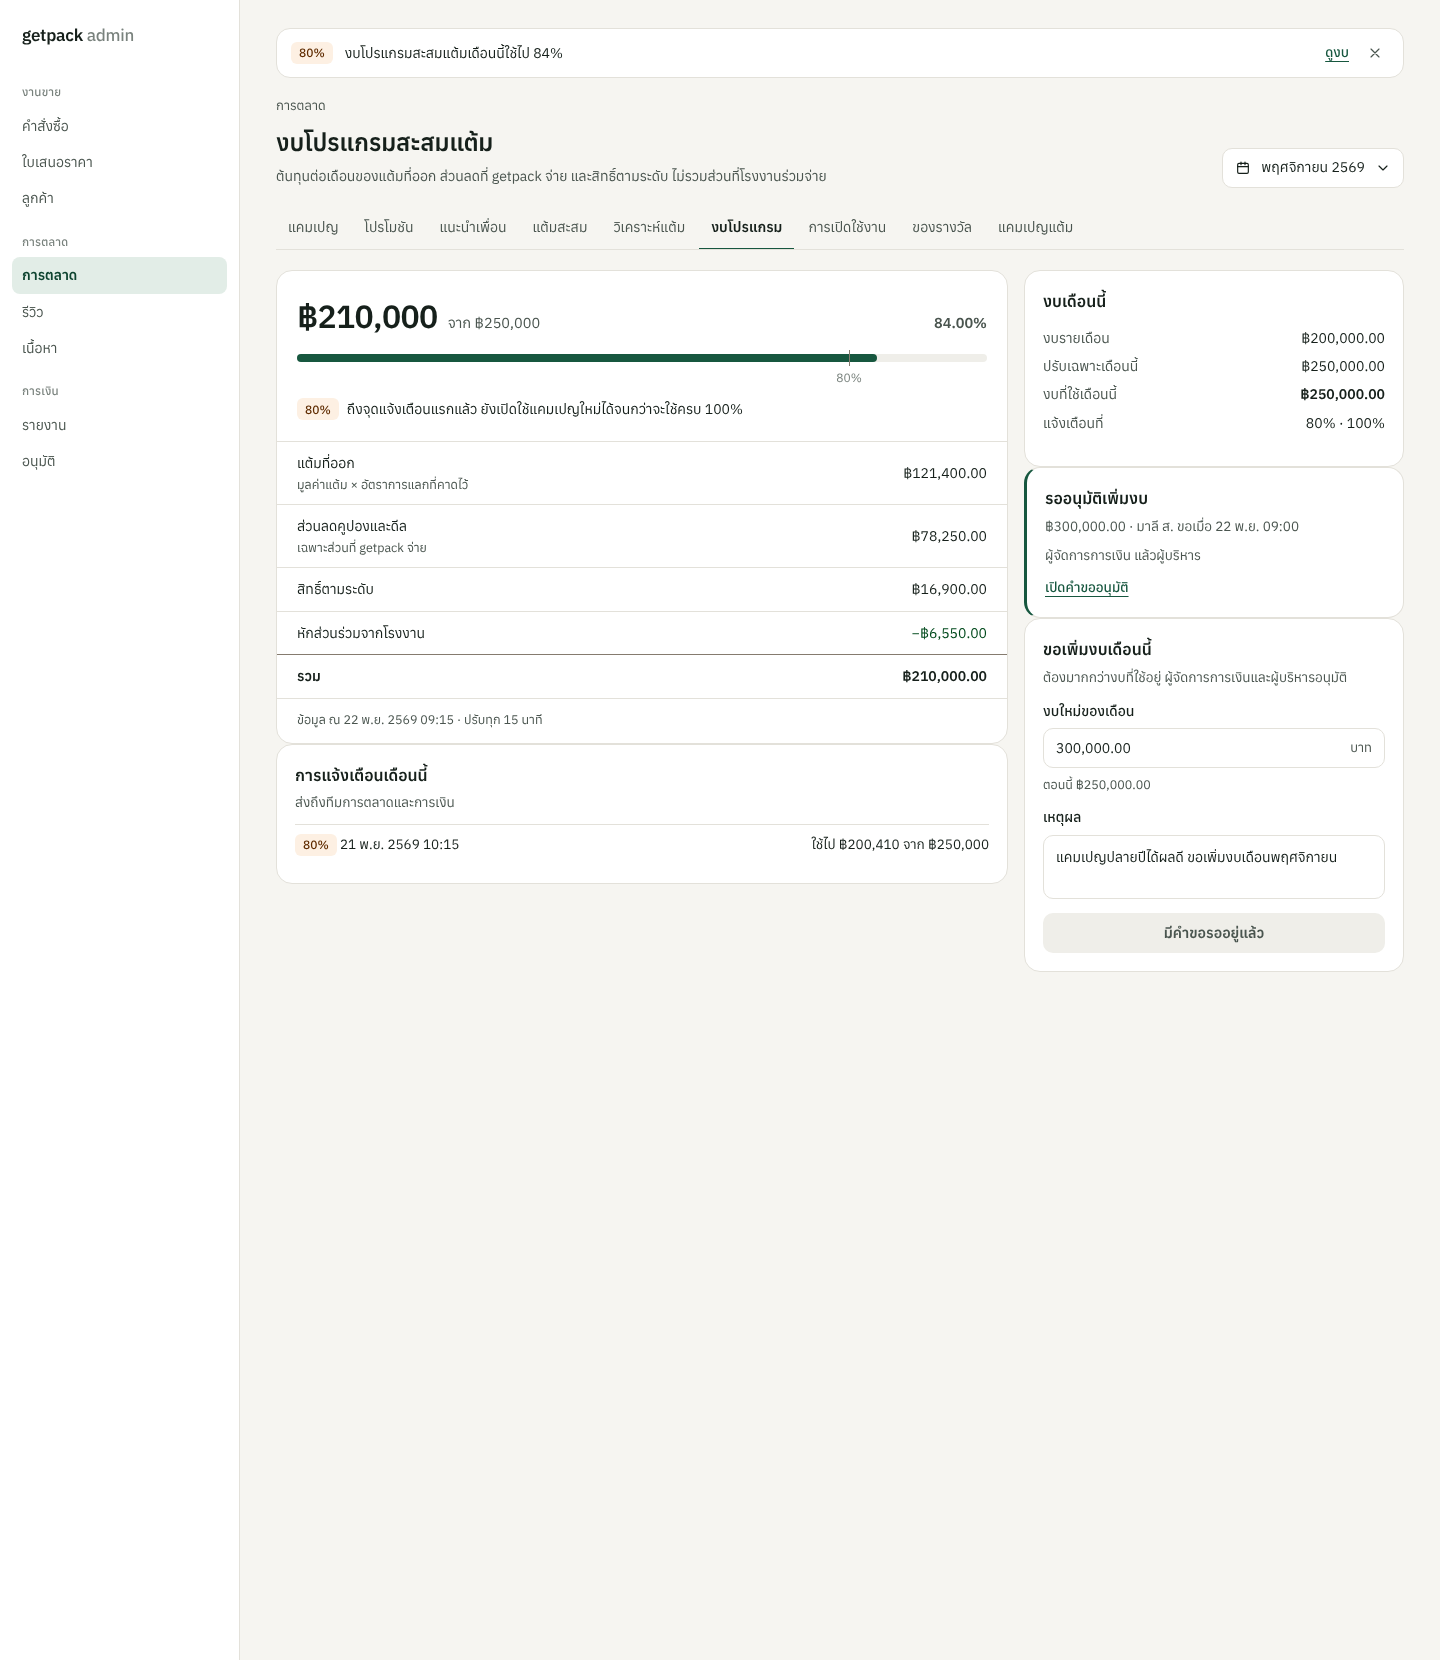 getpack admin
งานขาย
คำสั่งซื้อ
ใบเสนอราคา
ลูกค้า
การตลาด
การตลาด
รีวิว
เนื้อหา
การเงิน
รายงาน
อนุมัติ
80% งบโปรแกรมสะสมแต้มเดือนนี้ใช้ไป 84% ดูงบ
การตลาด
งบโปรแกรมสะสมแต้ม
ต้นทุนต่อเดือนของแต้มที่ออก ส่วนลดที่ getpack จ่าย และสิทธิ์ตามระดับ ไม่รวมส่วนที่โรงงานร่วมจ่าย
พฤศจิกายน 2569
แคมเปญ โปรโมชัน แนะนำเพื่อน แต้มสะสม วิเคราะห์แต้ม งบโปรแกรม การเปิดใช้งาน ของรางวัล แคมเปญแต้ม
฿210,000 จาก ฿250,000 84.00%
80%
80% ถึงจุดแจ้งเตือนแรกแล้ว ยังเปิดใช้แคมเปญใหม่ได้จนกว่าจะใช้ครบ 100%
แต้มที่ออก ฿121,400.00
มูลค่าแต้ม × อัตราการแลกที่คาดไว้
ส่วนลดคูปองและดีล ฿78,250.00
เฉพาะส่วนที่ getpack จ่าย
สิทธิ์ตามระดับ ฿16,900.00
หักส่วนร่วมจากโรงงาน −฿6,550.00
รวม ฿210,000.00
ข้อมูล ณ 22 พ.ย. 2569 09:15 · ปรับทุก 15 นาที
การแจ้งเตือนเดือนนี้
ส่งถึงทีมการตลาดและการเงิน
80% 21 พ.ย. 2569 10:15 ใช้ไป ฿200,410 จาก ฿250,000
งบเดือนนี้
งบรายเดือน ฿200,000.00
ปรับเฉพาะเดือนนี้ ฿250,000.00
งบที่ใช้เดือนนี้ ฿250,000.00
แจ้งเตือนที่ 80% · 100%
รออนุมัติเพิ่มงบ
฿300,000.00 · มาลี ส. ขอเมื่อ 22 พ.ย. 09:00
ผู้จัดการการเงิน แล้วผู้บริหาร
เปิดคำขออนุมัติ
ขอเพิ่มงบเดือนนี้
ต้องมากกว่างบที่ใช้อยู่ ผู้จัดการการเงินและผู้บริหารอนุมัติ
งบใหม่ของเดือน
300,000.00 บาท
ตอนนี้ ฿250,000.00
เหตุผล
แคมเปญปลายปีได้ผลดี ขอเพิ่มงบเดือนพฤศจิกายน
มีคำขอรออยู่แล้ว